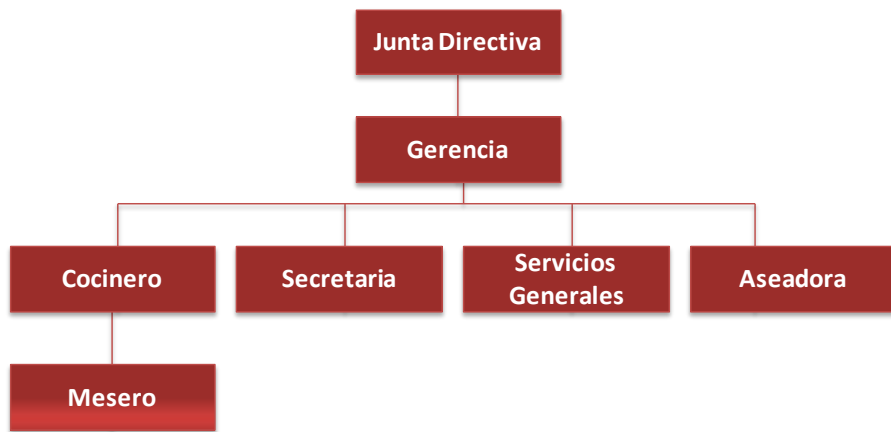 Junta Directiva
Gerencia
Cocinero
Secretaria
Servicios
Generales
Aseadora
Mesero